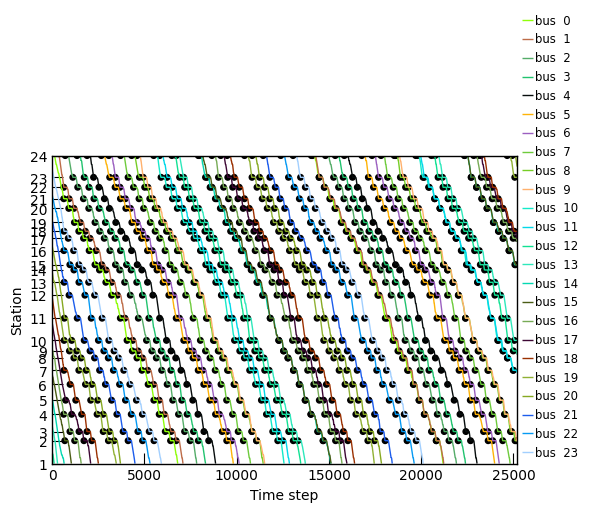 bus 0
bus 1
bus 2
bus 3
bus 4
bus 5
bus 6
bus 7
bus 8
bus 9
bus 10
bus 11
bus 12
bus 13
bus 14
bus 15
bus 16
bus 17
bus 18
bus 19
bus 20
bus 21
bus 22
bus 23
24
23
22
21
20
19
18
17
16
15
14
13
12
11
10
9
8
7
6
5
4
3
2
1
Station
0 5000 10000 15000 20000 25000
Time step